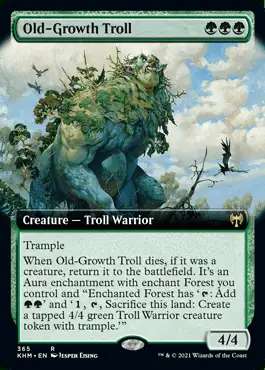 Old-Growth Troll
Creature — Troll Warrior
Trample
When Old-Growth Troll dies, if it was a
creature, return it to the battlefield. It's an
Aura enchantment with enchant Forest you
control and "Enchanted Forest has ': Add
' and '1, , Sacrifice this land: Create
a tapped 4/4 green Troll Warrior creature
token with trample.'"
4/4
365 R
KHM • EN JESPER EJSING
™ & © 2021 Wizards of the Coast